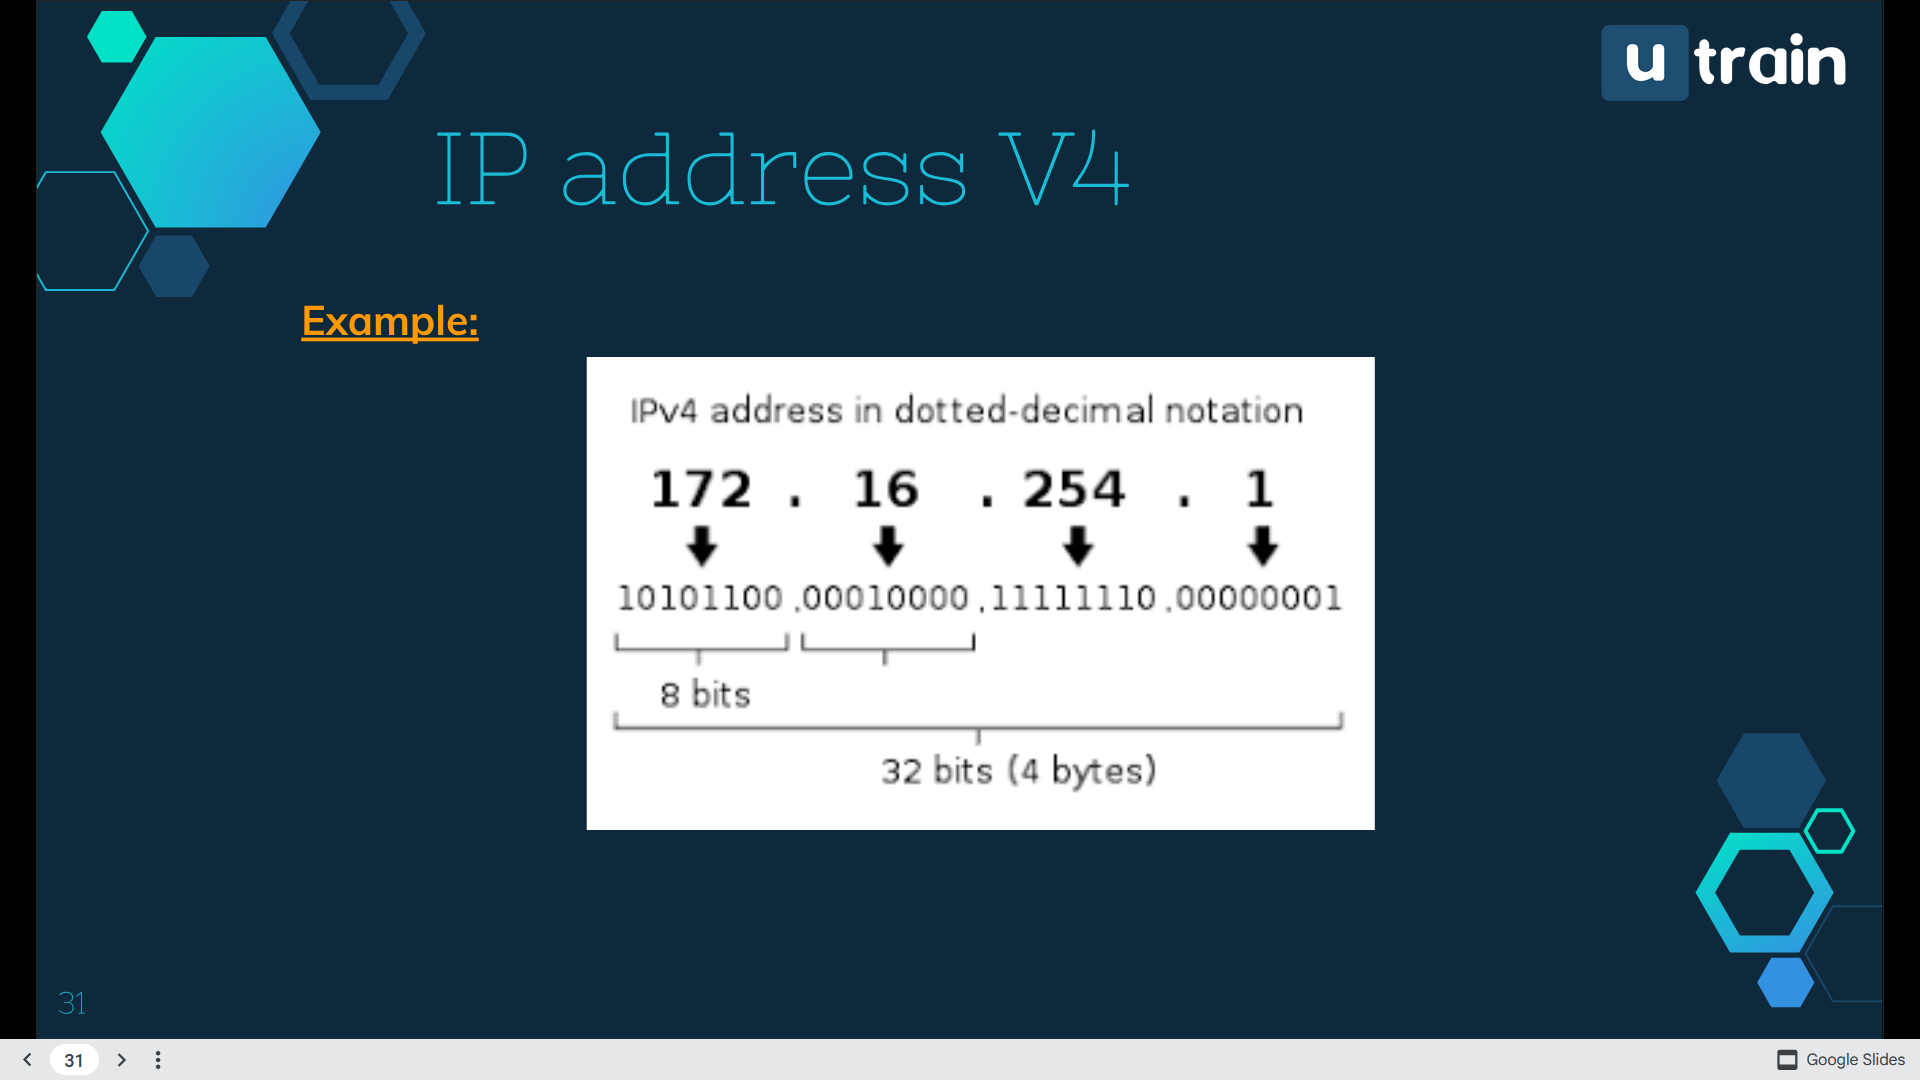 u train
IP address V4
Example:
IPv4 address in dotted-decimal notation
172 . 16 . 254 . 1
10101100 .00010000 .11111110 .00000001
8 bits
32 bits (4 bytes)
31
31
Google Slides